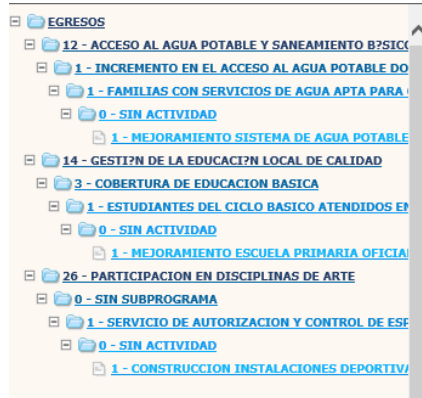 EGRESOS
12 - ACCESO AL AGUA POTABLE Y SANEAMIENTO B?SICO
1 - INCREMENTO EN EL ACCESO AL AGUA POTABLE DO
1 - FAMILIAS CON SERVICIOS DE AGUA APTA PARA
0 - SIN ACTIVIDAD
1 - MEJORAMIENTO SISTEMA DE AGUA POTABLE
14 - GESTI?N DE LA EDUCACI?N LOCAL DE CALIDAD
3 - COBERTURA DE EDUCACION BASICA
1 - ESTUDIANTES DEL CICLO BASICO ATENDIDOS EN
0 - SIN ACTIVIDAD
1 - MEJORAMIENTO ESCUELA PRIMARIA OFICIAL
26 - PARTICIPACION EN DISCIPLINAS DE ARTE
0 - SIN SUBPROGRAMA
1 - SERVICIO DE AUTORIZACION Y CONTROL DE ESP
0 - SIN ACTIVIDAD
1 - CONSTRUCCION INSTALACIONES DEPORTIVA